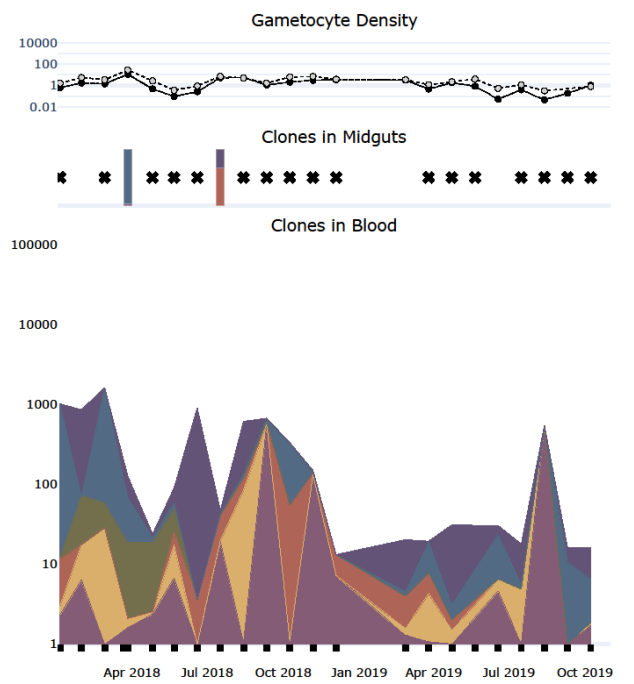 Gametocyte Density
10000
100
1
0.01
Clones in Midguts
Clones in Blood
100000
10000
1000
100
10
1
Apr 2018 Jul 2018 Oct 2018 Jan 2019 Apr 2019 Jul 2019 Oct 2019